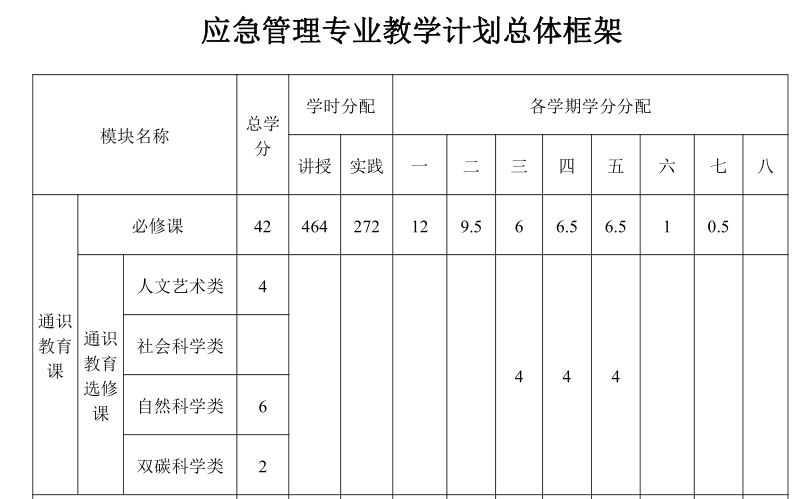 应急管理专业教学计划总体框架
模块名称 总学分 学时分配 各学期学分分配
讲授 实践 一 二 三 四 五 六 七 八
通识教育课 必修课 42 464 272 12 9.5 6 6.5 6.5 1 0.5
通识教育选修课 人文艺术类 4
社会科学类
4 4 4
自然科学类 6
双碳科学类 2